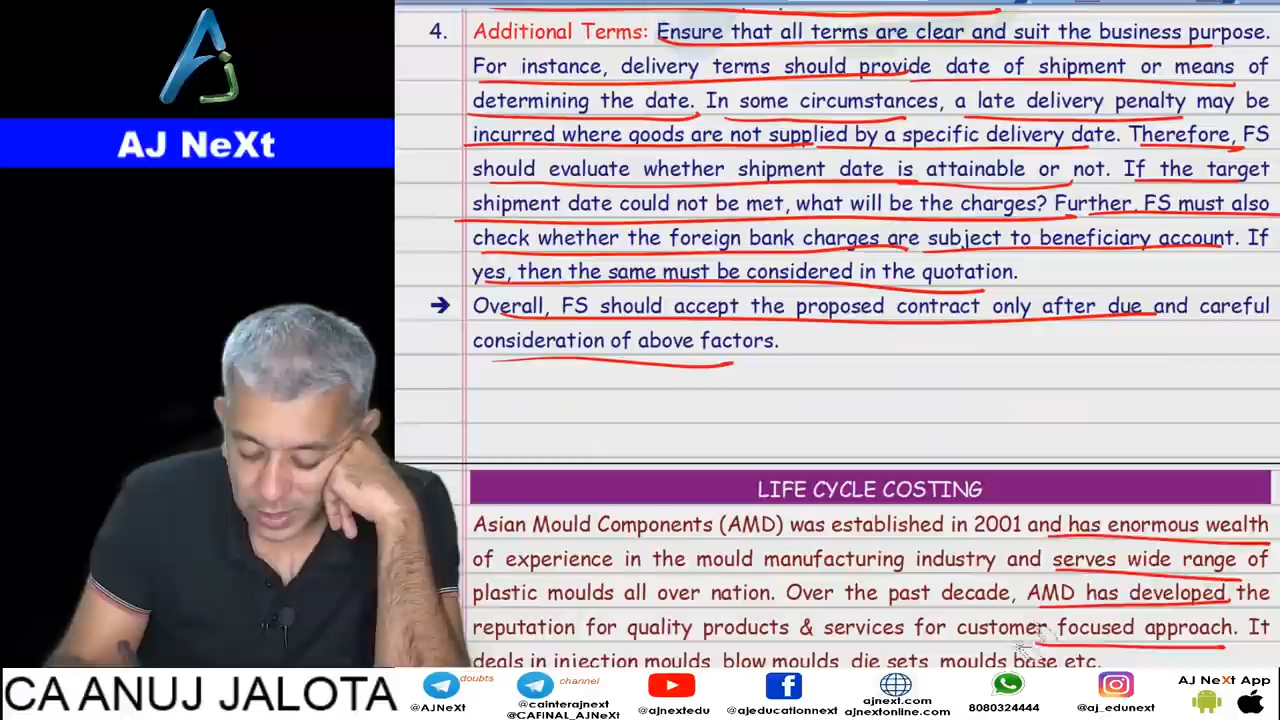 AJ NeXt
4. Additional Terms: Ensure that all terms are clear and suit the business purpose.
For instance, delivery terms should provide date of shipment or means of
determining the date. In some circumstances, a late delivery penalty may be
incurred where goods are not supplied by a specific delivery date. Therefore, FS
should evaluate whether shipment date is attainable or not. If the target
shipment date could not be met, what will be the charges? Further, FS must also
check whether the foreign bank charges are subject to beneficiary account. If
yes, then the same must be considered in the quotation.
→ Overall, FS should accept the proposed contract only after due and careful
consideration of above factors.
LIFE CYCLE COSTING
Asian Mould Components (AMD) was established in 2001 and has enormous wealth
of experience in the mould manufacturing industry and serves wide range of
plastic moulds all over nation. Over the past decade, AMD has developed the
reputation for quality products & services for customer focused approach. It
deals in injection moulds blow moulds die sets moulds base etc.
CA ANUJ JALOTA
doubts
@AJNeXt
channel
@cainterajnext
@CAFINAL_AJNeXt
@ajnextedu
@ajeducationnext
ajnext.com
ajnextonline.com
8080324444
@aj_edunext
AJ NeXt App